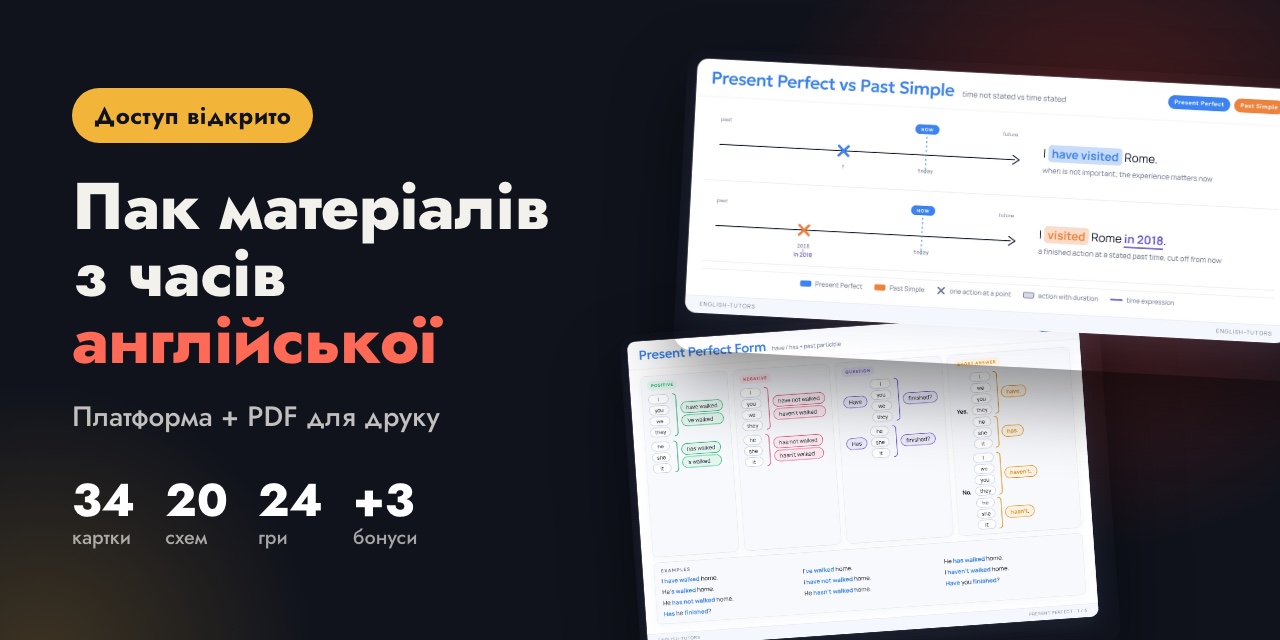 Доступ відкрито
Пак матеріалів
з часів
англійської
Платформа + PDF для друку
34 20 24 +3
картки схем гри бонуси
Present Perfect vs Past Simple time not stated vs time stated
Present Perfect Past Simple
past NOW future
?
today
I have visited Rome.
when is not important; the experience matters now
past NOW future
2018
in 2018
today
I visited Rome in 2018.
a finished action at a stated past time, cut off from now
Present Perfect Past Simple one action at a point action with duration time expression
ENGLISH-TUTORS ENGLISH-TUTORS
Present Perfect Form have / has + past participle
POSITIVE
I
you
we
they
have walked
've walked
he
she
it
has walked
's walked
NEGATIVE
I
you
we
they
have not walked
haven't walked
he
she
it
has not walked
hasn't walked
QUESTION
Have
I
you
we
they
finished?
Has
he
she
it
finished?
SHORT ANSWER
Yes.
I
we
you
they
have.
he
she
it
has.
No.
I
we
you
they
haven't.
he
she
it
hasn't.
EXAMPLES
I have walked home.
He's walked home.
He has not walked home.
Has he finished?
I've walked home.
I have not walked home.
He hasn't walked home.
He has walked home.
I haven't walked home.
Have you finished?
ENGLISH-TUTORS
PRESENT PERFECT